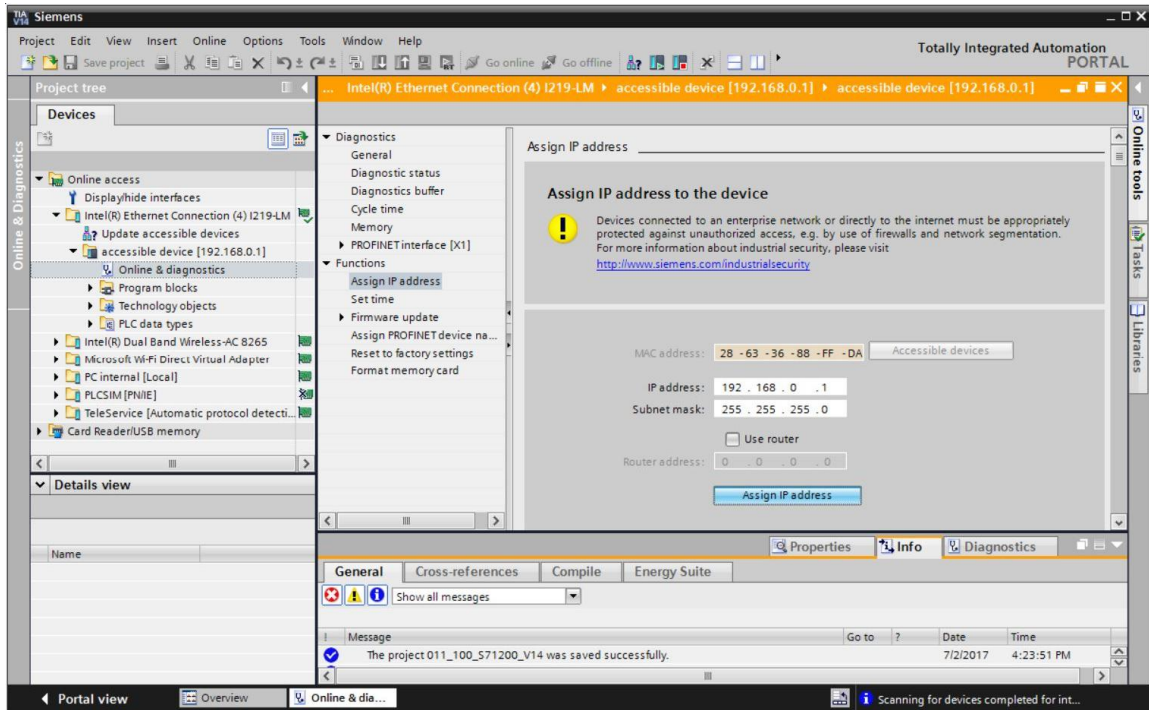 TIA V14 Siemens
Project Edit View Insert Online Options Tools Window Help
Totally Integrated Automation
PORTAL
Save project Go online Go offline
Project tree
... Intel(R) Ethernet Connection (4) I219-LM accessible device [192.168.0.1] accessible device [192.168.0.1]
Devices
Online & Diagnostics
Online access
Display/hide interfaces
Intel(R) Ethernet Connection (4) I219-LM
Update accessible devices
accessible device [192.168.0.1]
Online & diagnostics
Program blocks
Technology objects
PLC data types
Intel(R) Dual Band Wireless-AC 8265
Microsoft Wi-Fi Direct Virtual Adapter
PC internal [Local]
PLCSIM [PN/IE]
TeleService [Automatic protocol detecti...
Card Reader/USB memory
Details view
Name
Diagnostics
General
Diagnostic status
Diagnostics buffer
Cycle time
Memory
PROFINET interface [X1]
Functions
Assign IP address
Set time
Firmware update
Assign PROFINET device na...
Reset to factory settings
Format memory card
Assign IP address
Assign IP address to the device
Devices connected to an enterprise network or directly to the internet must be appropriately
protected against unauthorized access, e.g. by use of firewalls and network segmentation.
For more information about industrial security, please visit
http://www.siemens.com/industrialsecurity
MAC address: 28 -63 -36 -88 -FF -DA Accessible devices
IP address: 192 . 168 . 0 . 1
Subnet mask: 255 . 255 . 255 . 0
Use router
Router address: 0 . 0 . 0 . 0
Assign IP address
Online tools
Tasks
Libraries
Properties Info Diagnostics
General Cross-references Compile Energy Suite
Show all messages
! Message Go to ? Date Time
The project 011_100_S71200_V14 was saved successfully. 7/2/2017 4:23:51 PM
Portal view Overview Online & dia... Scanning for devices completed for int...